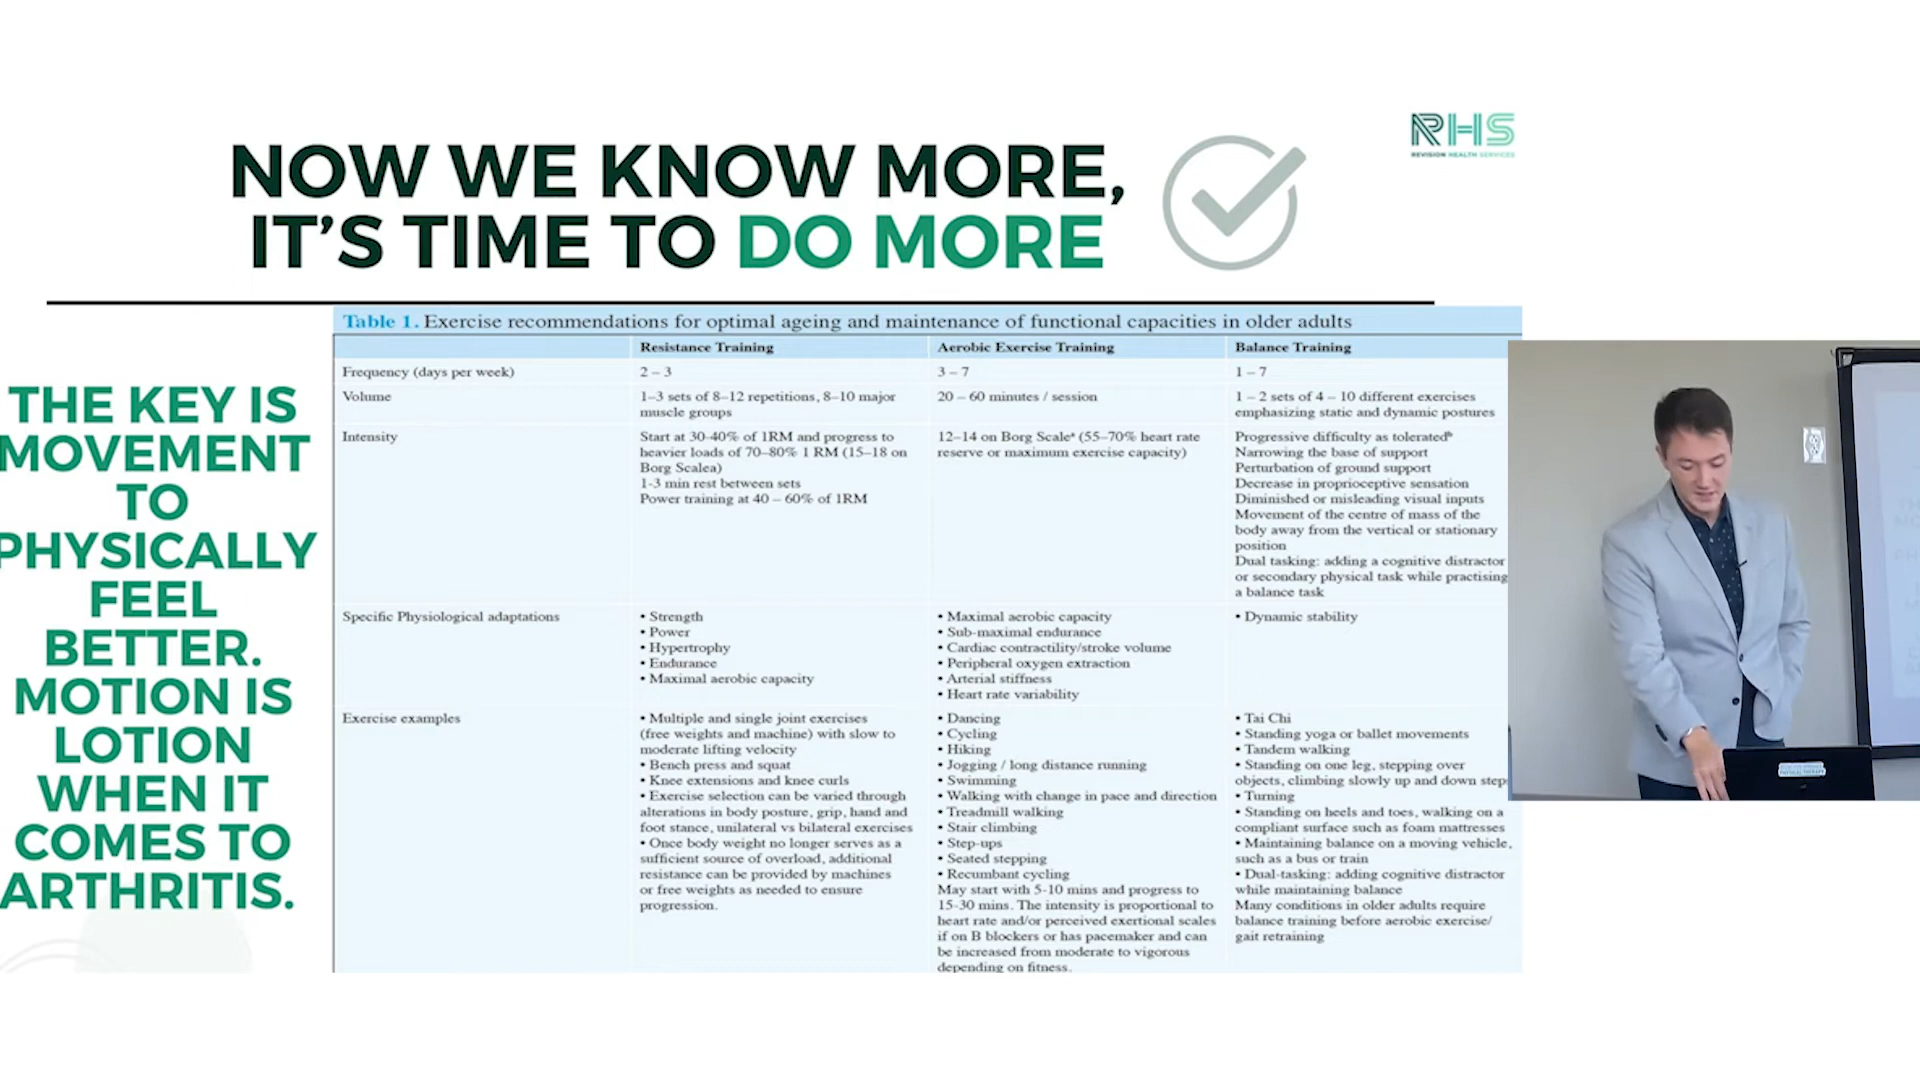 RHS
REVISION HEALTH SERVICES
NOW WE KNOW MORE,
IT'S TIME TO DO MORE
THE KEY IS
MOVEMENT
TO
PHYSICALLY
FEEL
BETTER.
MOTION IS
LOTION
WHEN IT
COMES TO
ARTHRITIS.
Table 1. Exercise recommendations for optimal ageing and maintenance of functional capacities in older adults
Resistance Training
Aerobic Exercise Training
Balance Training
Frequency (days per week)
2 – 3
3 – 7
1 – 7
Volume
1–3 sets of 8–12 repetitions, 8–10 major
muscle groups
20 – 60 minutes / session
1 – 2 sets of 4 – 10 different exercises
emphasizing static and dynamic postures
Intensity
Start at 30-40% of 1RM and progress to
heavier loads of 70–80% 1 RM (15–18 on
Borg Scalea)
1-3 min rest between sets
Power training at 40 – 60% of 1RM
12–14 on Borg Scaleª (55–70% heart rate
reserve or maximum exercise capacity)
Progressive difficulty as toleratedᵇ
Narrowing the base of support
Perturbation of ground support
Decrease in proprioceptive sensation
Diminished or misleading visual inputs
Movement of the centre of mass of the
body away from the vertical or stationary
position
Dual tasking: adding a cognitive distractor
or secondary physical task while practising
a balance task
Specific Physiological adaptations
• Strength
• Power
• Hypertrophy
• Endurance
• Maximal aerobic capacity
• Maximal aerobic capacity
• Sub-maximal endurance
• Cardiac contractility/stroke volume
• Peripheral oxygen extraction
• Arterial stiffness
• Heart rate variability
• Dynamic stability
Exercise examples
• Multiple and single joint exercises
(free weights and machine) with slow to
moderate lifting velocity
• Bench press and squat
• Knee extensions and knee curls
• Exercise selection can be varied through
alterations in body posture, grip, hand and
foot stance, unilateral vs bilateral exercises
• Once body weight no longer serves as a
sufficient source of overload, additional
resistance can be provided by machines
or free weights as needed to ensure
progression.
• Dancing
• Cycling
• Hiking
• Jogging / long distance running
• Swimming
• Walking with change in pace and direction
• Treadmill walking
• Stair climbing
• Step-ups
• Seated stepping
• Recumbant cycling
May start with 5-10 mins and progress to
15-30 mins. The intensity is proportional to
heart rate and/or perceived exertional scales
if on B blockers or has pacemaker and can
be increased from moderate to vigorous
depending on fitness.
• Tai Chi
• Standing yoga or ballet movements
• Tandem walking
• Standing on one leg, stepping over
objects, climbing slowly up and down steps
• Turning
• Standing on heels and toes, walking on a
compliant surface such as foam mattresses
• Maintaining balance on a moving vehicle,
such as a bus or train
• Dual-tasking: adding cognitive distractor
while maintaining balance
Many conditions in older adults require
balance training before aerobic exercise/
gait retraining
PHYSICAL THERAPY